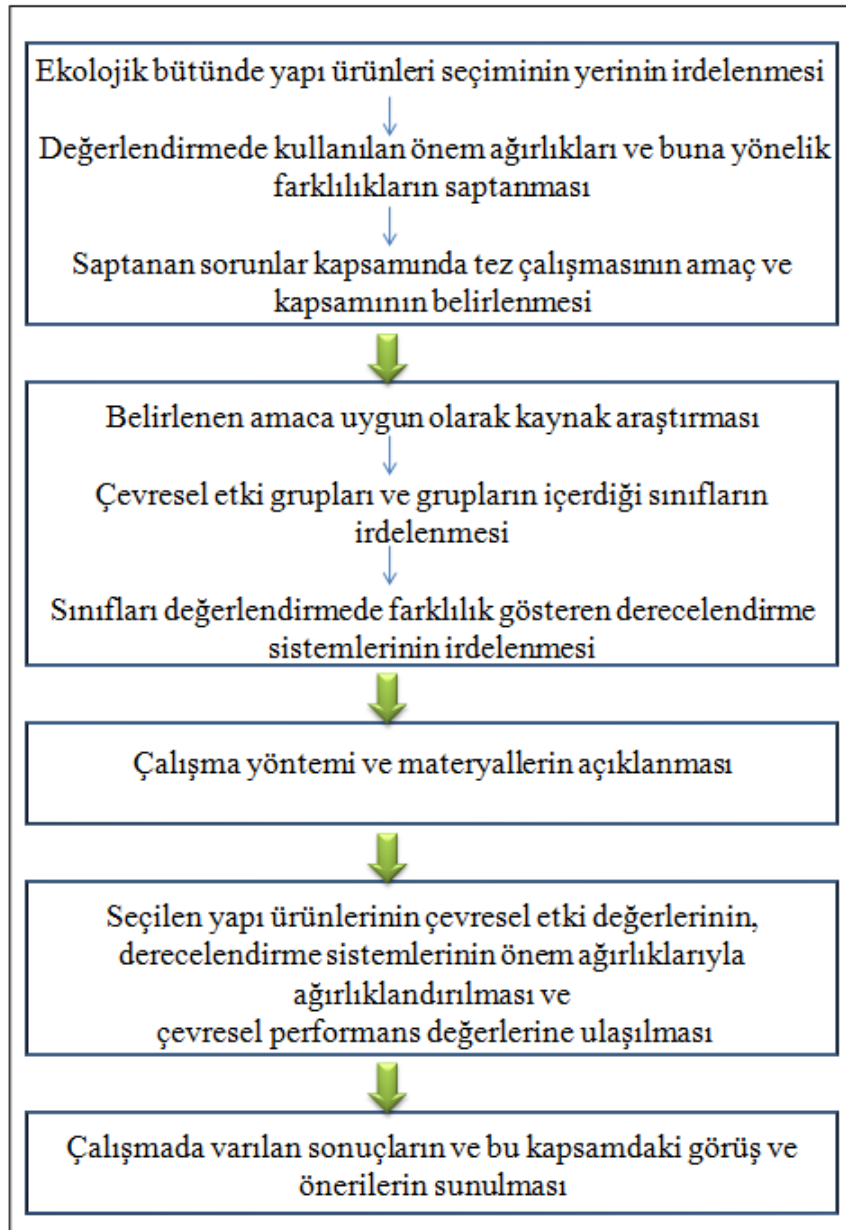 Ekolojik bütünde yapı ürünleri seçiminin yerinin irdelenmesi
Değerlendirmede kullanılan önem ağırlıkları ve buna yönelik
farklılıkların saptanması
Saptanan sorunlar kapsamında tez çalışmasının amaç ve
kapsamının belirlenmesi
Belirlenen amaca uygun olarak kaynak araştırması
Çevresel etki grupları ve grupların içerdiği sınıfların
irdelenmesi
Sınıfları değerlendirmede farklılık gösteren derecelendirme
sistemlerinin irdelenmesi
Çalışma yöntemi ve materyallerin açıklanması
Seçilen yapı ürünlerinin çevresel etki değerlerinin,
derecelendirme sistemlerinin önem ağırlıklarıyla
ağırlıklandırılması ve
çevresel performans değerlerine ulaşılması
Çalışmada varılan sonuçların ve bu kapsamdaki görüş ve
önerilerin sunulması